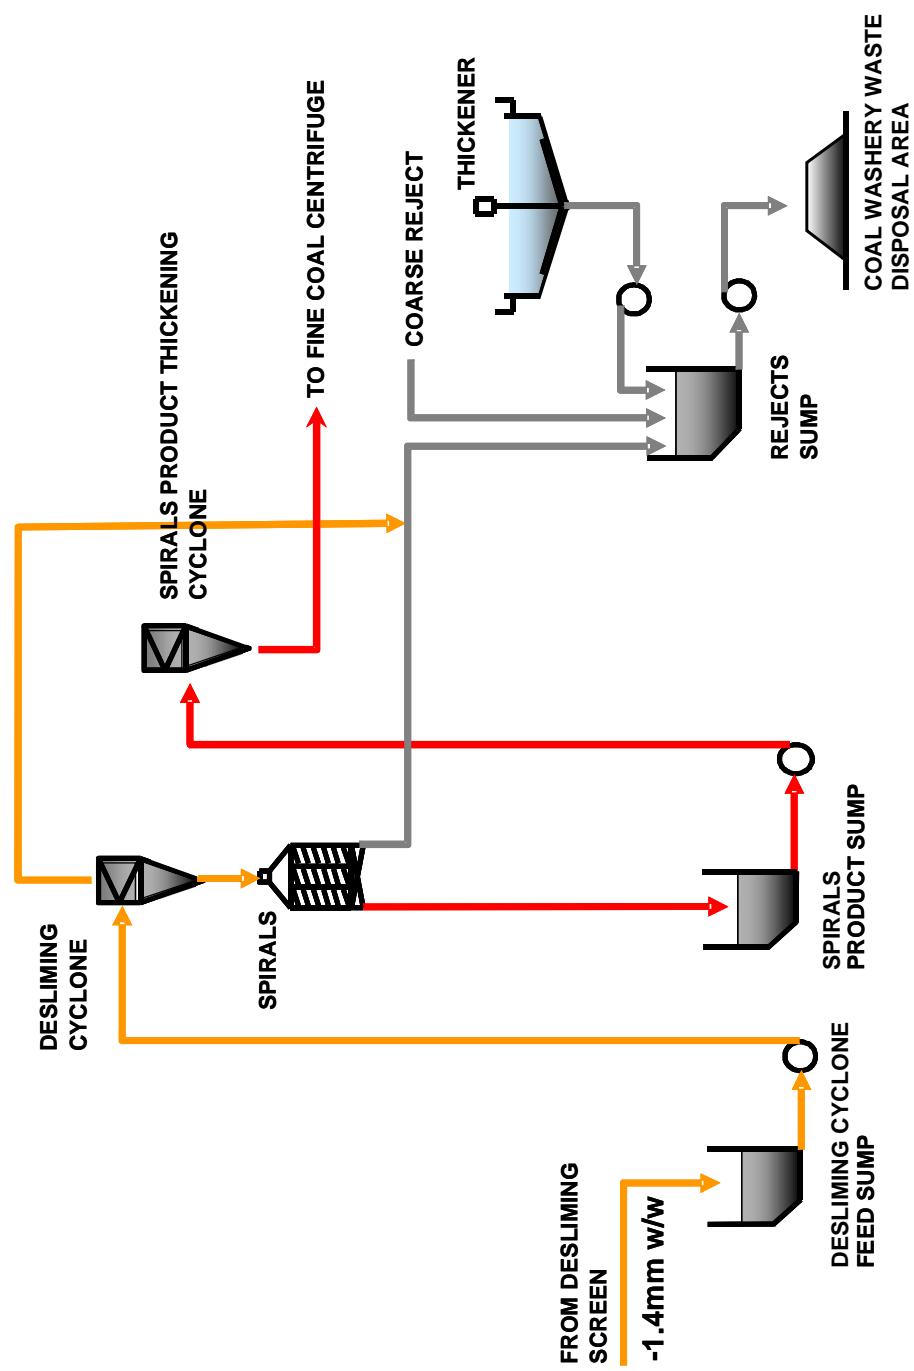 DESLIMING
CYCLONE
SPIRALS PRODUCT THICKENING
CYCLONE
SPIRALS
TO FINE COAL CENTRIFUGE
COARSE REJECT
THICKENER
FROM DESLIMING
SCREEN
-1.4mm w/w
DESLIMING CYCLONE
FEED SUMP
SPIRALS
PRODUCT SUMP
REJECTS
SUMP
COAL WASHERY WASTE
DISPOSAL AREA